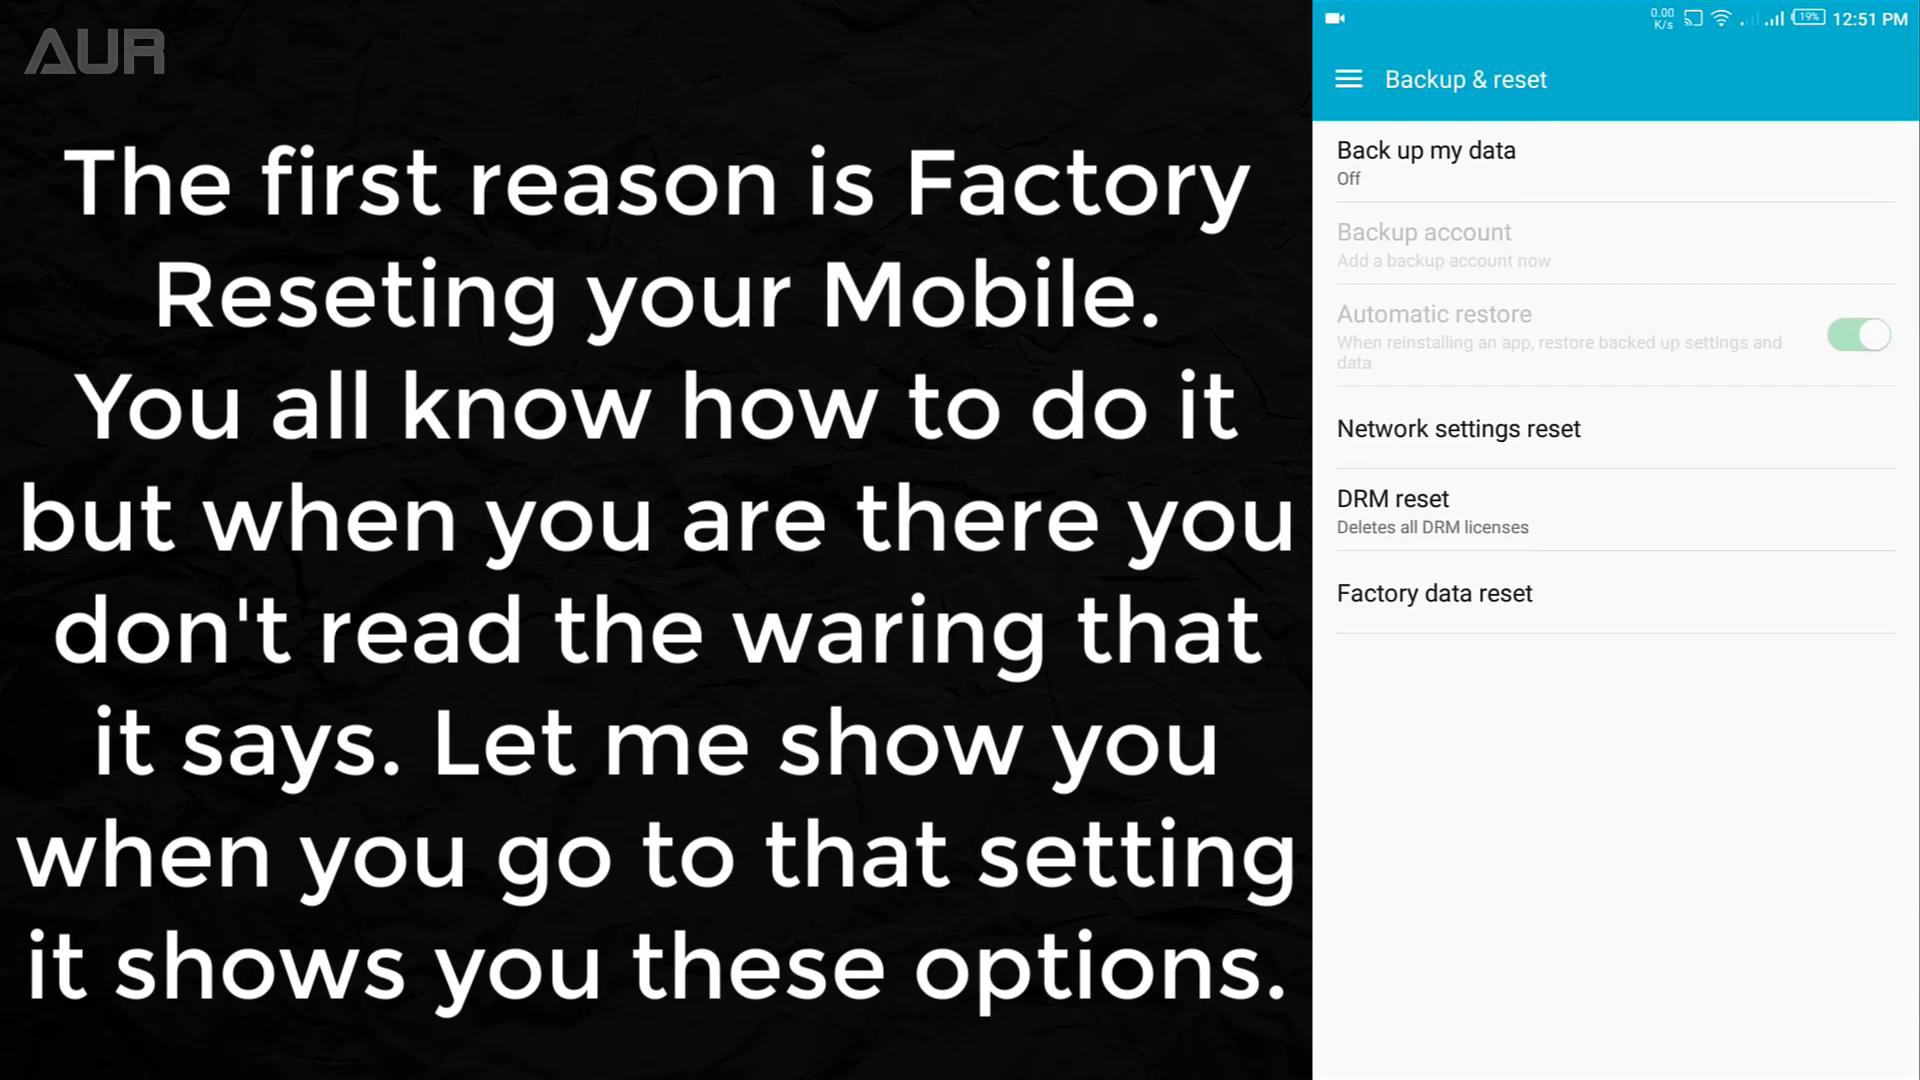 AUR
The first reason is Factory
Reseting your Mobile.
You all know how to do it
but when you are there you
don't read the waring that
it says. Let me show you
when you go to that setting
it shows you these options.
0.00
K/s
19%
12:51 PM
Backup & reset
Back up my data
Off
Backup account
Add a backup account now
Automatic restore
When reinstalling an app, restore backed up settings and
data
Network settings reset
DRM reset
Deletes all DRM licenses
Factory data reset